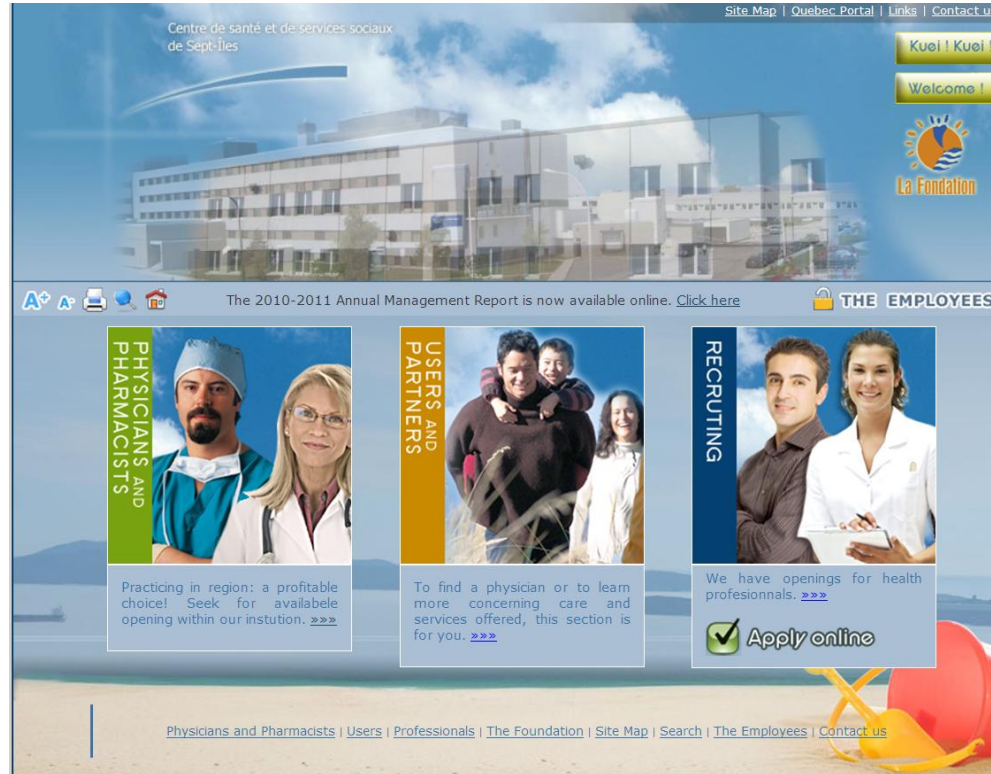 Site Map | Quebec Portal | Links | Contact u
Centre de santé et de services sociaux
de Sept-Îles
Kuei ! Kuei !
Welcome !
La Fondation
A+ A-
The 2010-2011 Annual Management Report is now available online. Click here
THE EMPLOYEES
PHYSICIANS AND
PHARMACISTS
Practicing in region: a profitable
choice! Seek for availabele
opening within our instution. »»»
USERS AND
PARTNERS
To find a physician or to learn
more concerning care and
services offered, this section is
for you. »»»
RECRUTING
We have openings for health
profesionnals. »»»
Apply online
Physicians and Pharmacists | Users | Professionals | The Foundation | Site Map | Search | The Employees | Contact us